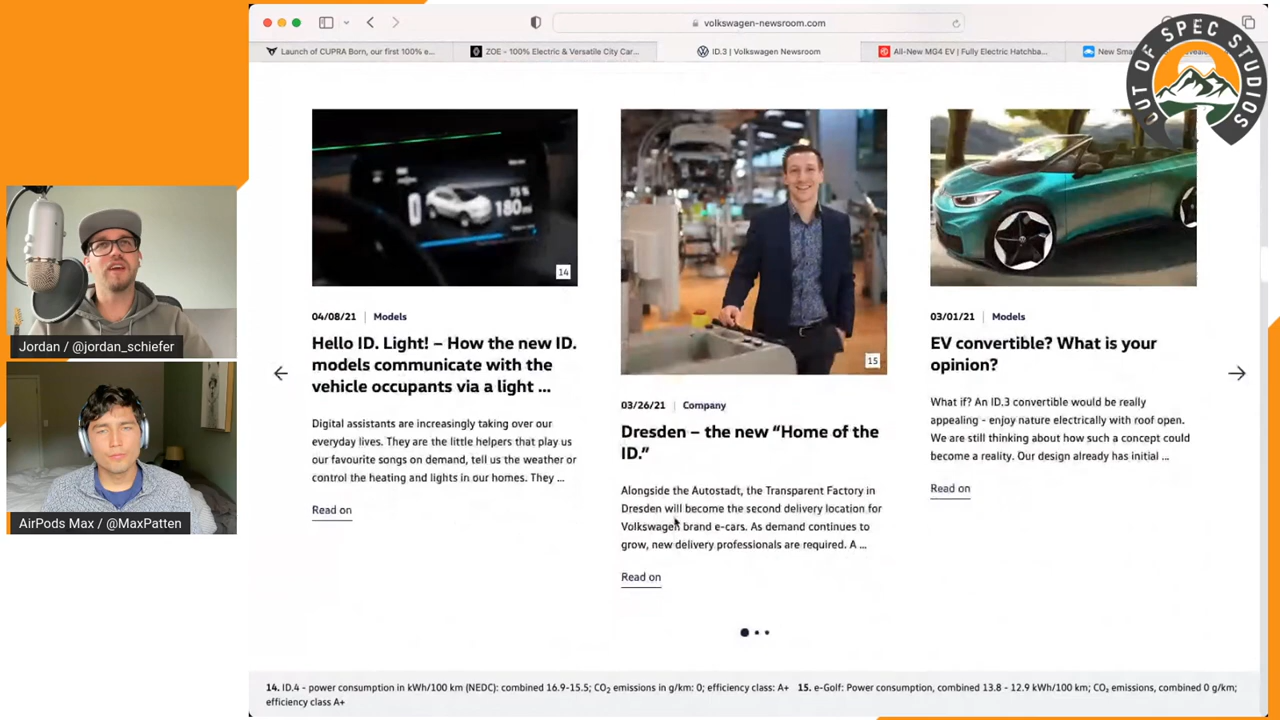 volkswagen-newsroom.com
Launch of CUPRA Born, our first 100% e...
ZOE - 100% Electric & Versatile City Car...
ID.3 | Volkswagen Newsroom
All-New MG4 EV | Fully Electric Hatchba...
New Smar
OUT OF SPEC STUDIOS
180
14
04/08/21 | Models
Hello ID. Light! – How the new ID.
models communicate with the
vehicle occupants via a light ...
Digital assistants are increasingly taking over our
everyday lives. They are the little helpers that play us
our favourite songs on demand, tell us the weather or
control the heating and lights in our homes. They ...
Read on
15
03/26/21 | Company
Dresden – the new “Home of the
ID.”
Alongside the Autostadt, the Transparent Factory in
Dresden will become the second delivery location for
Volkswagen brand e-cars. As demand continues to
grow, new delivery professionals are required. A ...
Read on
03/01/21 | Models
EV convertible? What is your
opinion?
What if? An ID.3 convertible would be really
appealing - enjoy nature electrically with roof open.
We are still thinking about how such a concept could
become a reality. Our design already has initial ...
Read on
Jordan / @jordan_schiefer
AirPods Max / @MaxPatten
14. ID.4 - power consumption in kWh/100 km (NEDC): combined 16.9-15.5; CO₂ emissions in g/km: 0; efficiency class: A+ 15. e-Golf: Power consumption, combined 13.8 - 12.9 kWh/100 km; CO₂ emissions, combined 0 g/km;
efficiency class A+